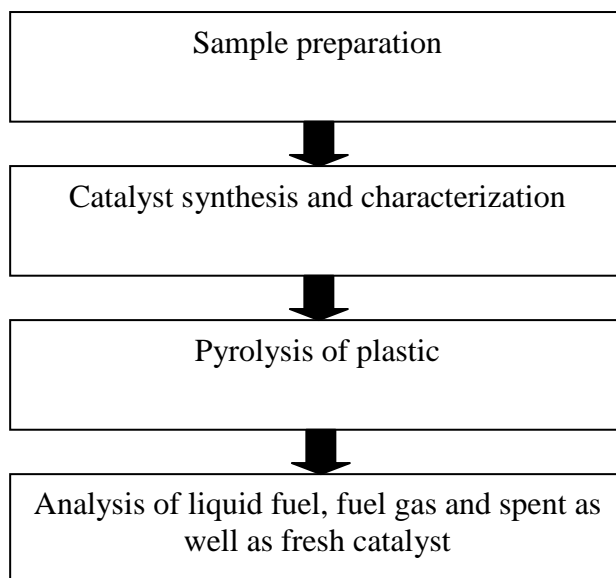 Sample preparation
Catalyst synthesis and characterization
Pyrolysis of plastic
Analysis of liquid fuel, fuel gas and spent as
well as fresh catalyst